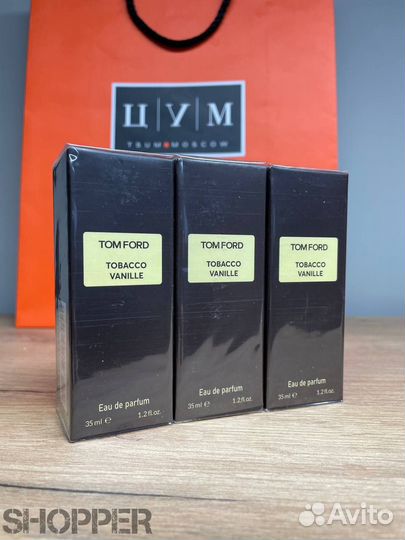 Ц|У|М
TSUM MOSCOW
TOM FORD
TOBACCO
VANILLE
Eau de parfum
35 ml e 1.2 fl.oz.
TOM FORD
TOBACCO
VANILLE
Eau de parfum
35 ml e 1.2 fl.oz.
TOM FORD
TOBACCO
VANILLE
Eau de parfum
35 ml e 1.2 fl.oz.
SHOPPER
Avito